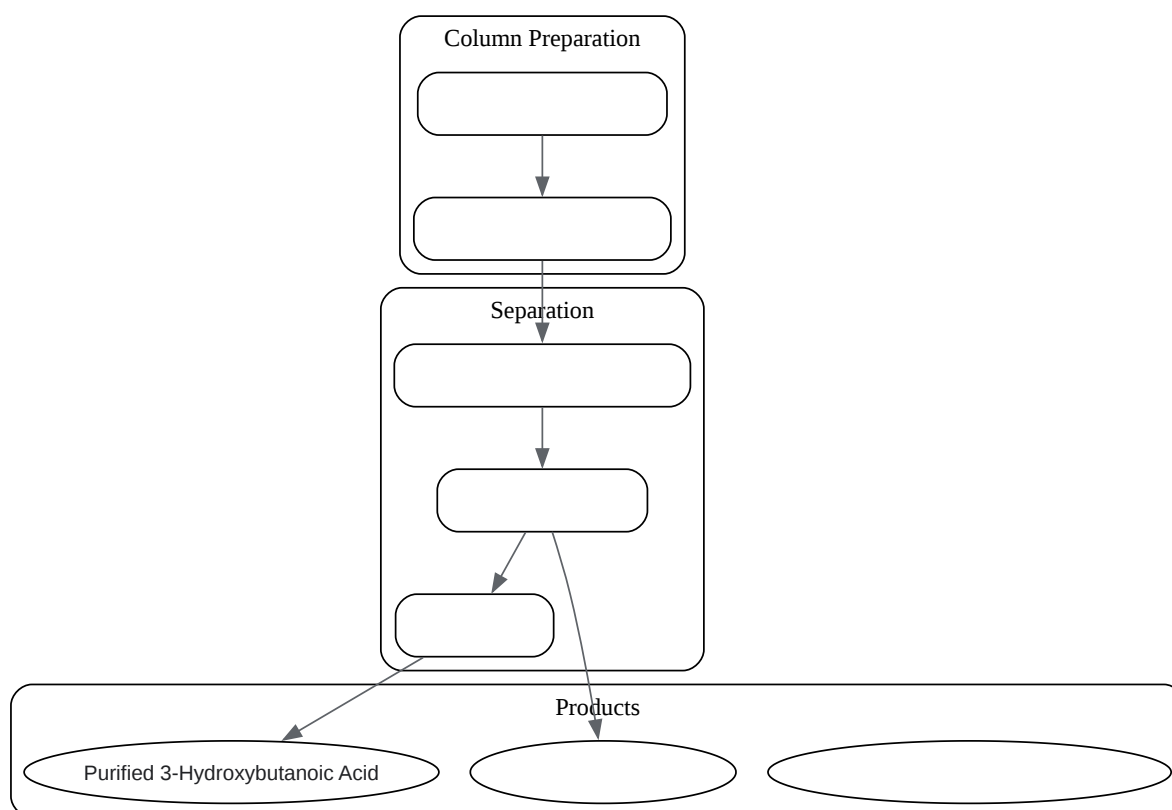 Column Preparation
Separation
Products
Purified 3-Hydroxybutanoic Acid